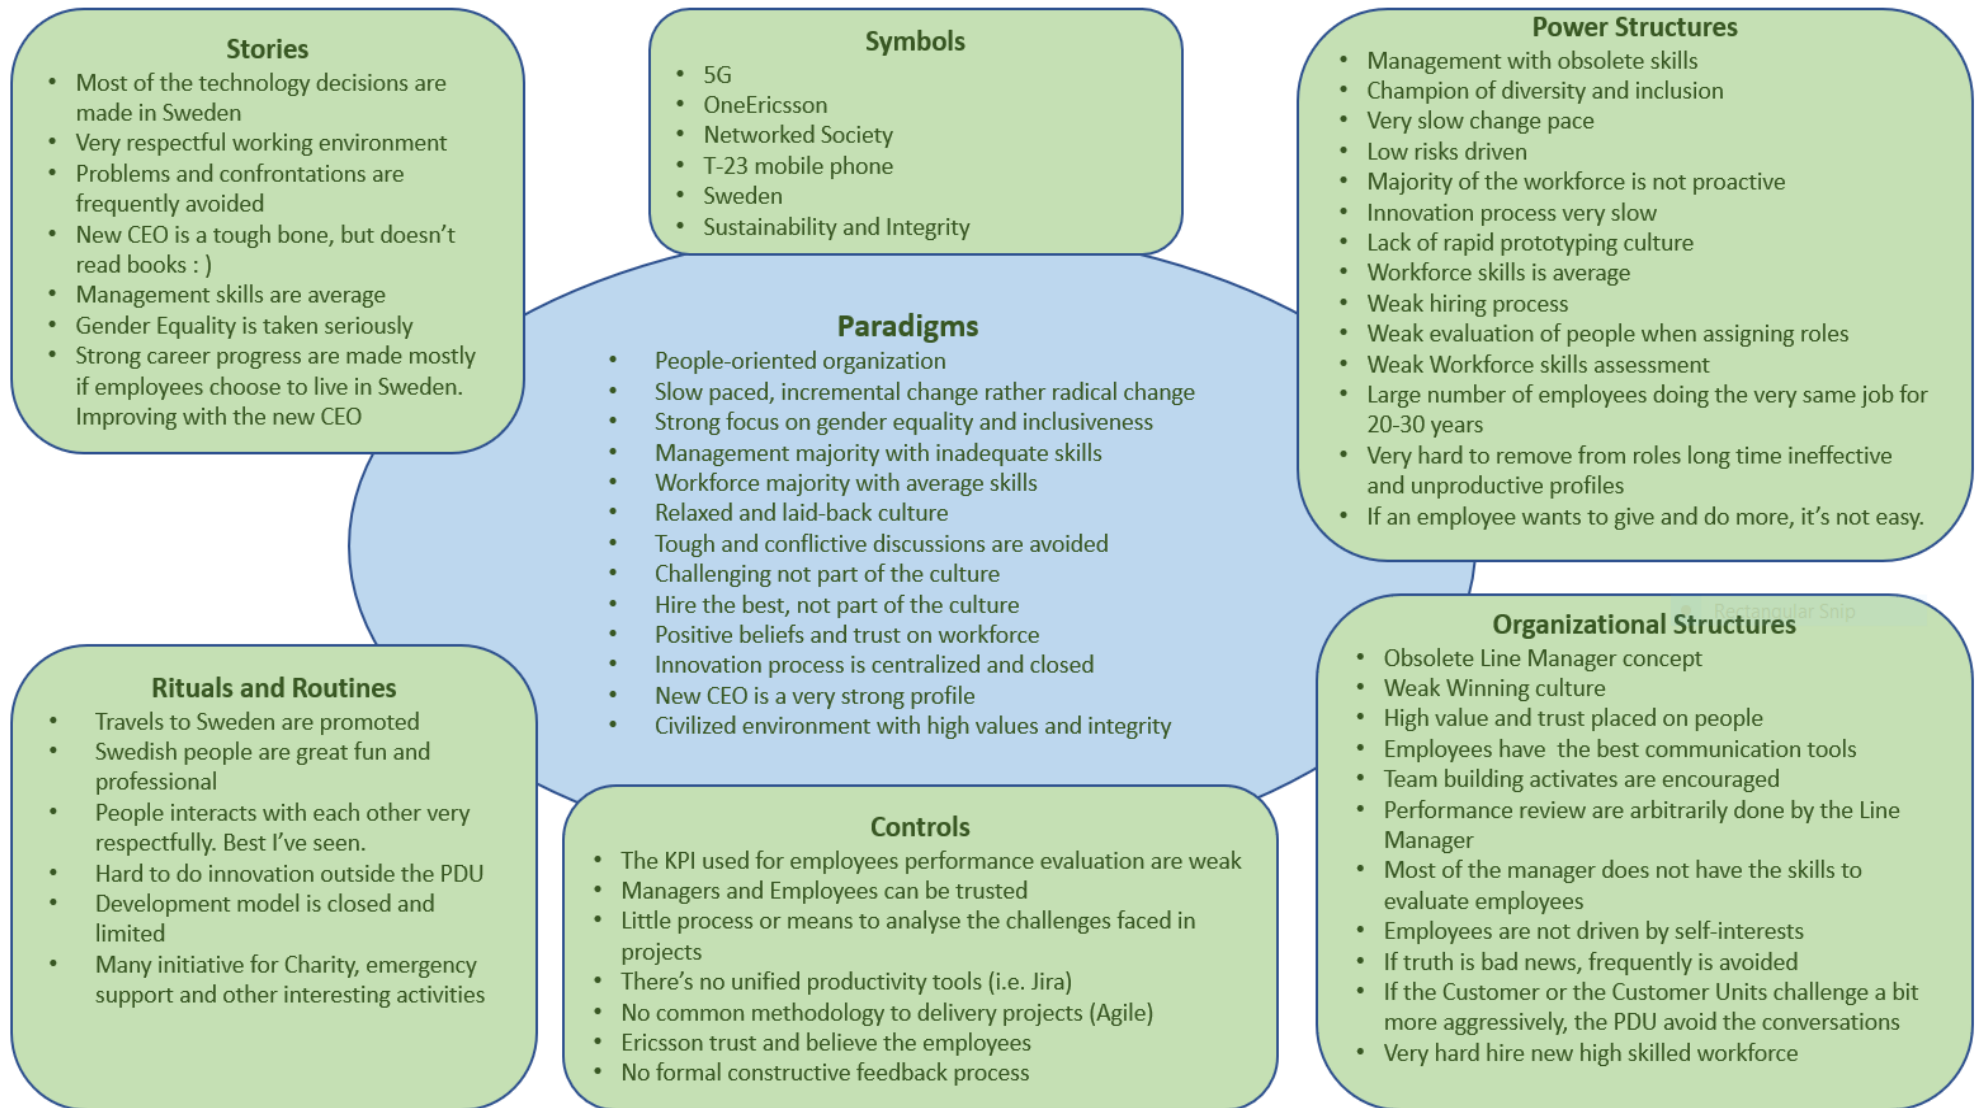 Stories
• Most of the technology decisions are
made in Sweden
• Very respectful working environment
• Problems and confrontations are
frequently avoided
• New CEO is a tough bone, but doesn't
read books : )
• Management skills are average
• Gender Equality is taken seriously
• Strong career progress are made mostly
if employees choose to live in Sweden.
Improving with the new CEO
Symbols
• 5G
• OneEricsson
• Networked Society
• T-23 mobile phone
• Sweden
• Sustainability and Integrity
Power Structures
• Management with obsolete skills
• Champion of diversity and inclusion
• Very slow change pace
• Low risks driven
• Majority of the workforce is not proactive
• Innovation process very slow
• Lack of rapid prototyping culture
• Workforce skills is average
• Weak hiring process
• Weak evaluation of people when assigning roles
• Weak Workforce skills assessment
• Large number of employees doing the very same job for
20-30 years
• Very hard to remove from roles long time ineffective
and unproductive profiles
• If an employee wants to give and do more, it's not easy.
Paradigms
• People-oriented organization
• Slow paced, incremental change rather radical change
• Strong focus on gender equality and inclusiveness
• Management majority with inadequate skills
• Workforce majority with average skills
• Relaxed and laid-back culture
• Tough and conflictive discussions are avoided
• Challenging not part of the culture
• Hire the best, not part of the culture
• Positive beliefs and trust on workforce
• Innovation process is centralized and closed
• New CEO is a very strong profile
• Civilized environment with high values and integrity
Rituals and Routines
• Travels to Sweden are promoted
• Swedish people are great fun and
professional
• People interacts with each other very
respectfully. Best I've seen.
• Hard to do innovation outside the PDU
• Development model is closed and
limited
• Many initiative for Charity, emergency
support and other interesting activities
Controls
• The KPI used for employees performance evaluation are weak
• Managers and Employees can be trusted
• Little process or means to analyse the challenges faced in
projects
• There's no unified productivity tools (i.e. Jira)
• No common methodology to delivery projects (Agile)
• Ericsson trust and believe the employees
• No formal constructive feedback process
Rectangular Snip
Organizational Structures
• Obsolete Line Manager concept
• Weak Winning culture
• High value and trust placed on people
• Employees have  the best communication tools
• Team building activates are encouraged
• Performance review are arbitrarily done by the Line
Manager
• Most of the manager does not have the skills to
evaluate employees
• Employees are not driven by self-interests
• If truth is bad news, frequently is avoided
• If the Customer or the Customer Units challenge a bit
more aggressively, the PDU avoid the conversations
• Very hard hire new high skilled workforce